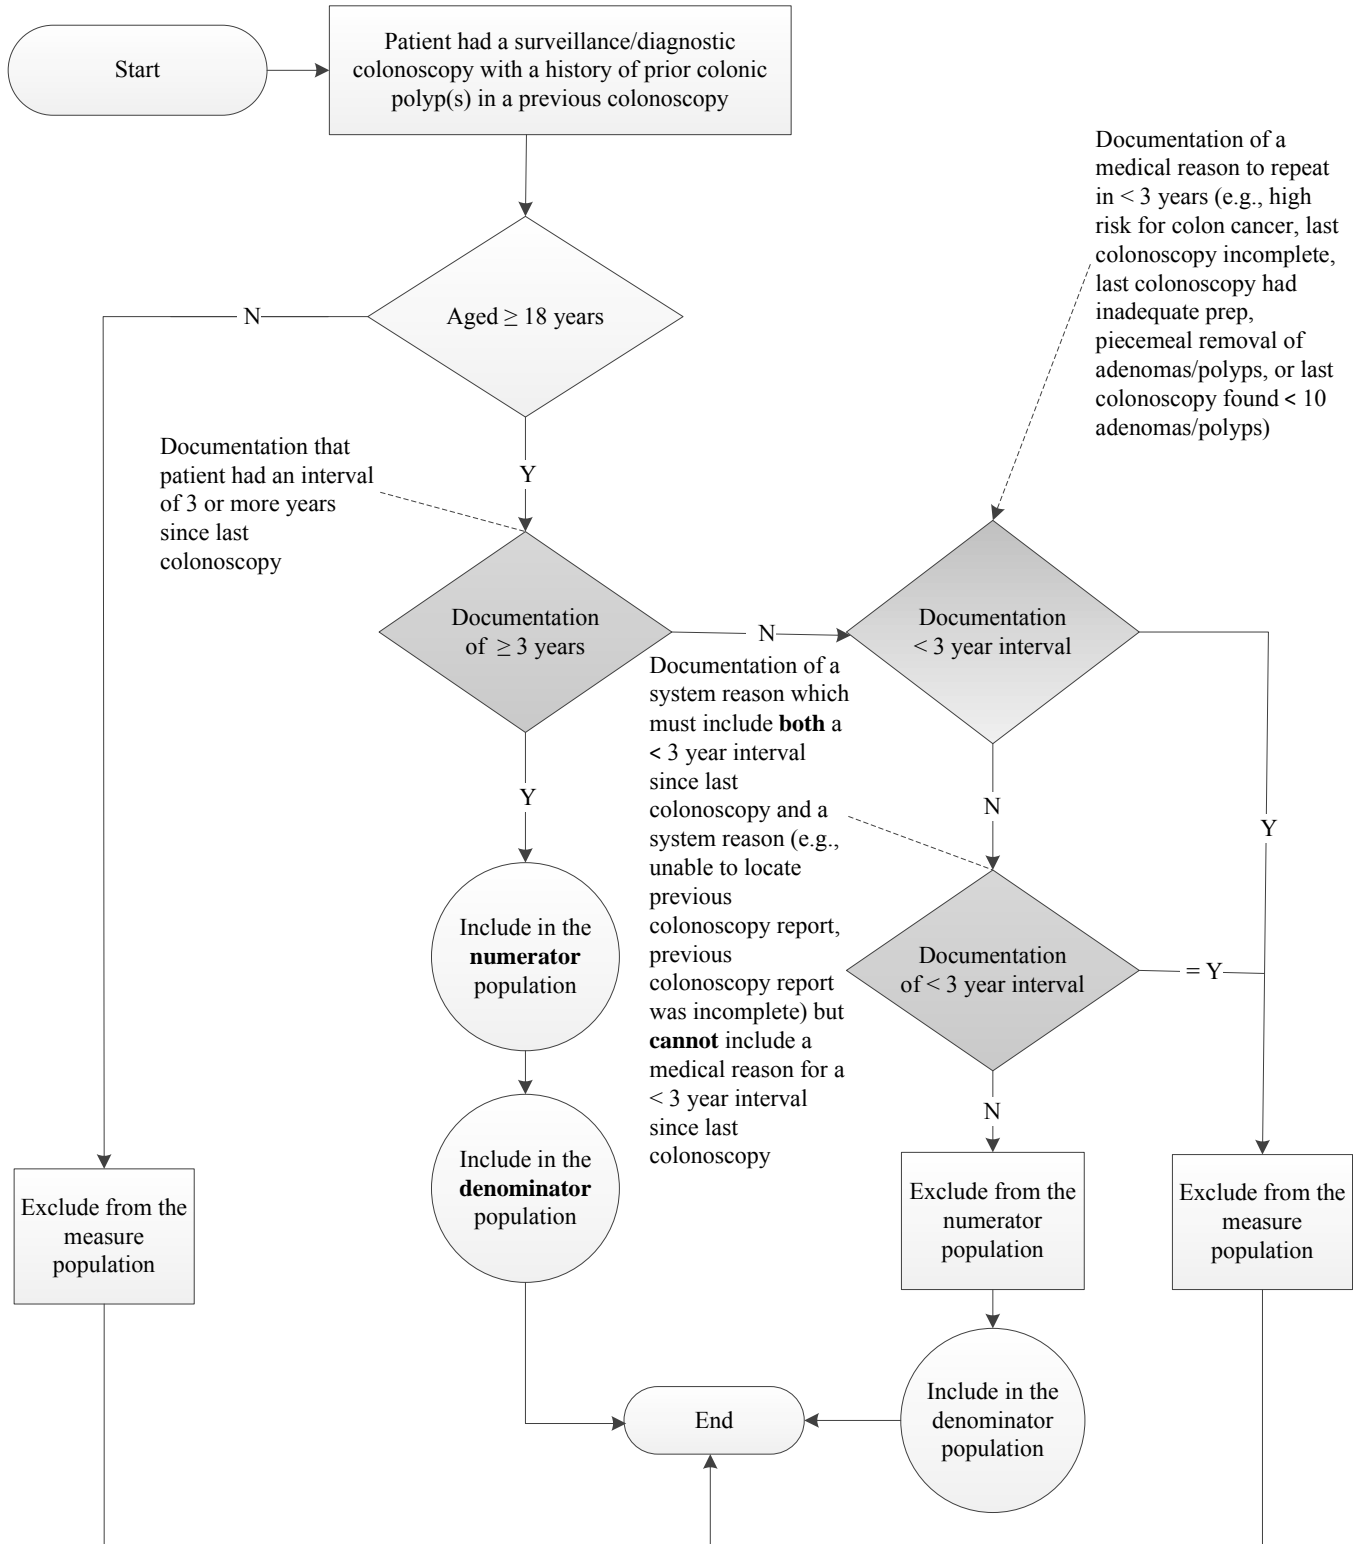 Start
Patient had a surveillance/diagnostic
colonoscopy with a history of prior colonic
polyp(s) in a previous colonoscopy
Documentation of a
medical reason to repeat
in < 3 years (e.g., high
risk for colon cancer, last
colonoscopy incomplete,
last colonoscopy had
inadequate prep,
piecemeal removal of
adenomas/polyps, or last
colonoscopy found < 10
adenomas/polyps)
N
Aged ≥ 18 years
Y
Documentation that
patient had an interval
of 3 or more years
since last
colonoscopy
Documentation
of ≥ 3 years
N
Documentation
< 3 year interval
Documentation of a
system reason which
must include both a
< 3 year interval
since last
colonoscopy and a
system reason (e.g.,
unable to locate
previous
colonoscopy report,
previous
colonoscopy report
was incomplete) but
cannot include a
medical reason for a
< 3 year interval
since last
colonoscopy
Y
N
Y
Include in the
numerator
population
Documentation
of < 3 year interval
= Y
N
Include in the
denominator
population
Exclude from the
measure
population
Exclude from the
numerator
population
Exclude from the
measure
population
End
Include in the
denominator
population